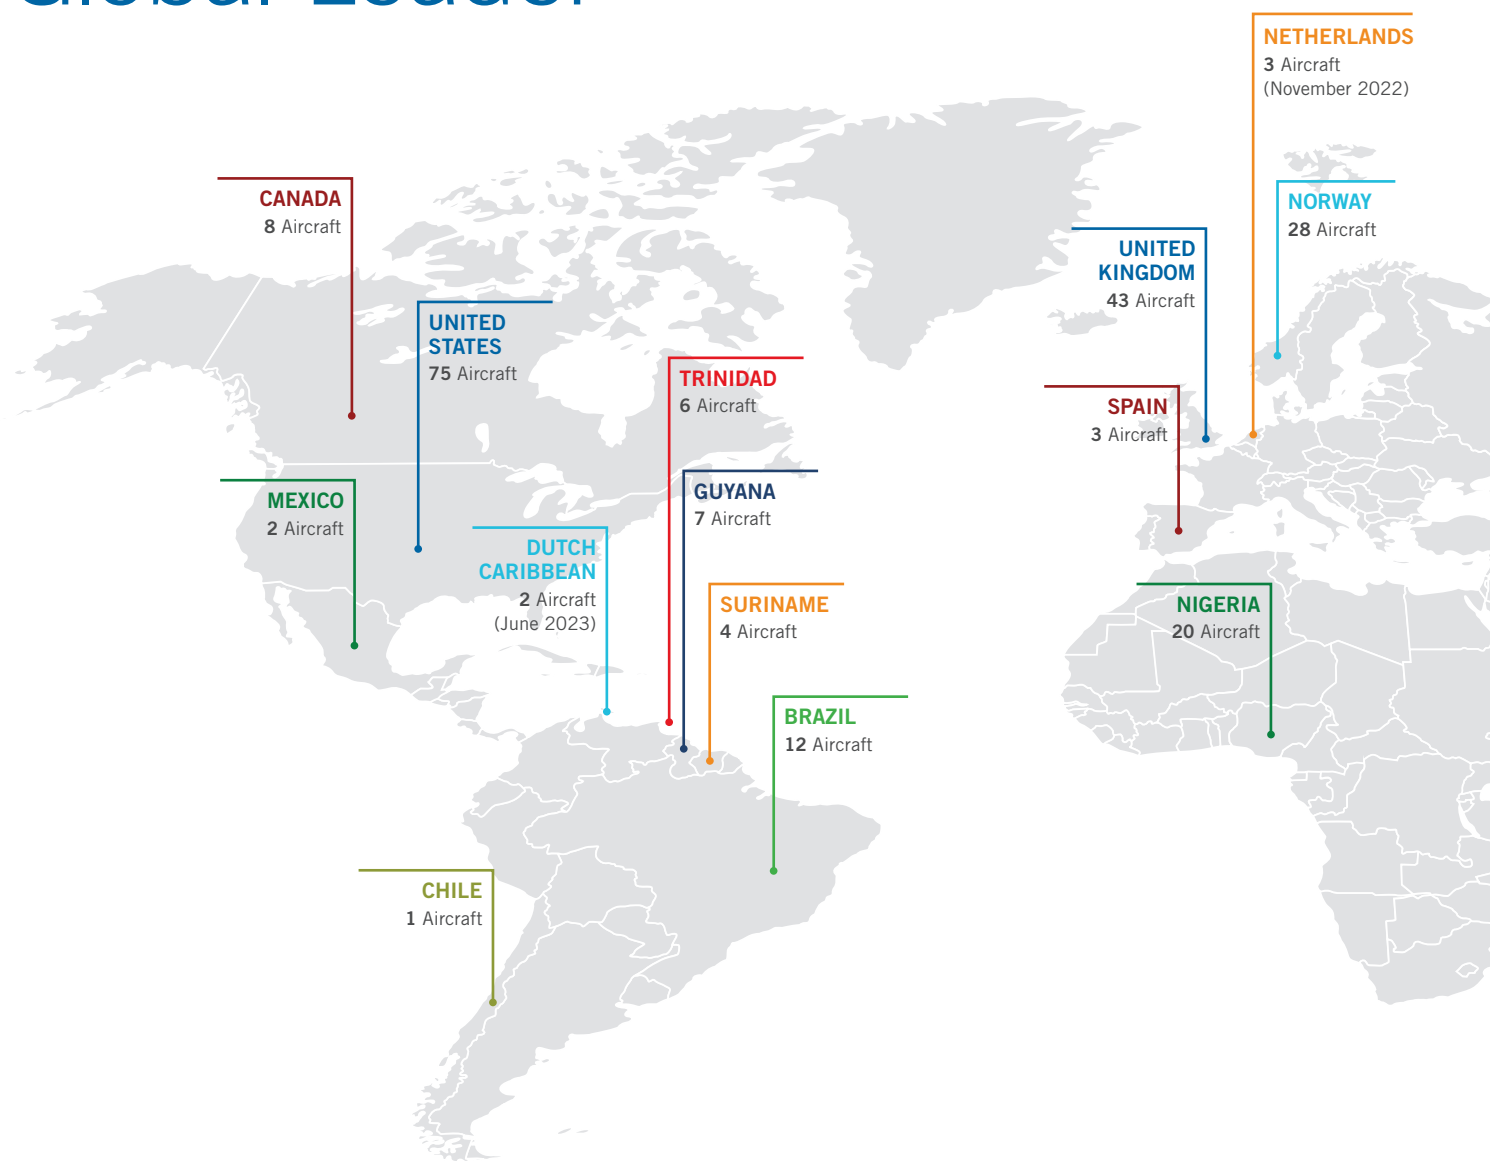 Global Leader
NETHERLANDS
3 Aircraft
(November 2022)
CANADA
8 Aircraft
NORWAY
28 Aircraft
UNITED
KINGDOM
43 Aircraft
UNITED
STATES
75 Aircraft
TRINIDAD
6 Aircraft
SPAIN
3 Aircraft
MEXICO
2 Aircraft
GUYANA
7 Aircraft
DUTCH
CARIBBEAN
2 Aircraft
(June 2023)
SURINAME
4 Aircraft
NIGERIA
20 Aircraft
BRAZIL
12 Aircraft
CHILE
1 Aircraft